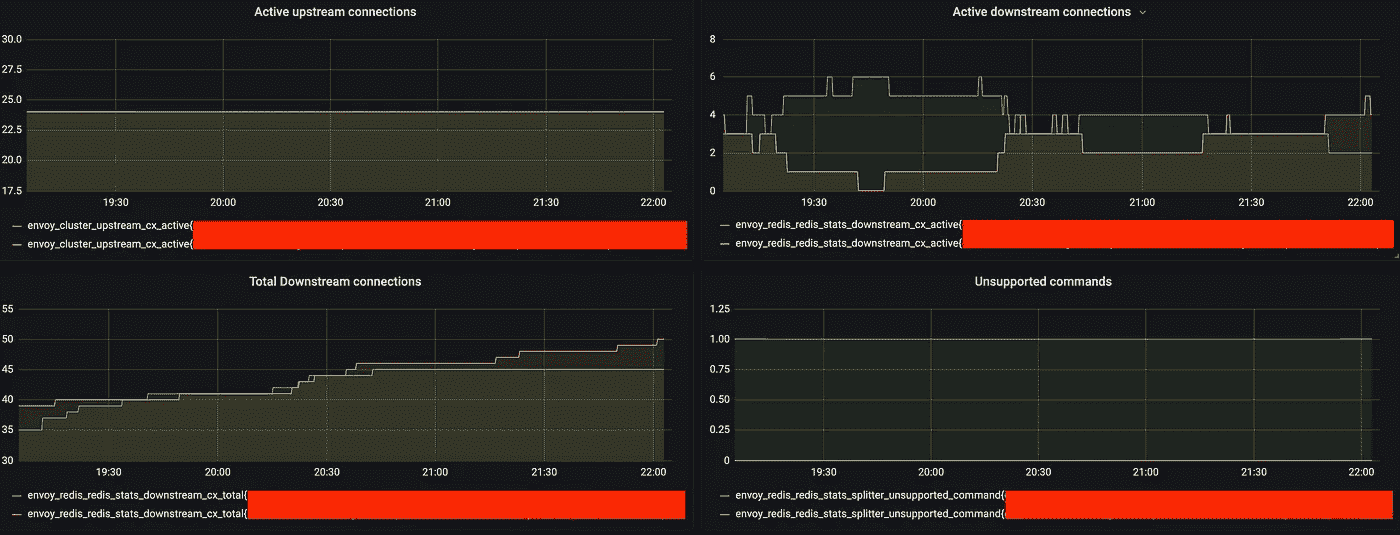 Active upstream connections
30.0
27.5
25.0
22.5
20.0
17.5
19:30 20:00 20:30 21:00 21:30 22:00
envoy_cluster_upstream_cx_active{
envoy_cluster_upstream_cx_active{
Active downstream connections
8
6
4
2
0
19:30 20:00 20:30 21:00 21:30 22:00
envoy_redis_redis_stats_downstream_cx_active{
envoy_redis_redis_stats_downstream_cx_active{
Total Downstream connections
55
50
45
40
35
30
19:30 20:00 20:30 21:00 21:30 22:00
envoy_redis_redis_stats_downstream_cx_total{
envoy_redis_redis_stats_downstream_cx_total{
Unsupported commands
1.25
1.00
0.75
0.50
0.25
0
19:30 20:00 20:30 21:00 21:30 22:00
envoy_redis_redis_stats_splitter_unsupported_command{
envoy_redis_redis_stats_splitter_unsupported_command{